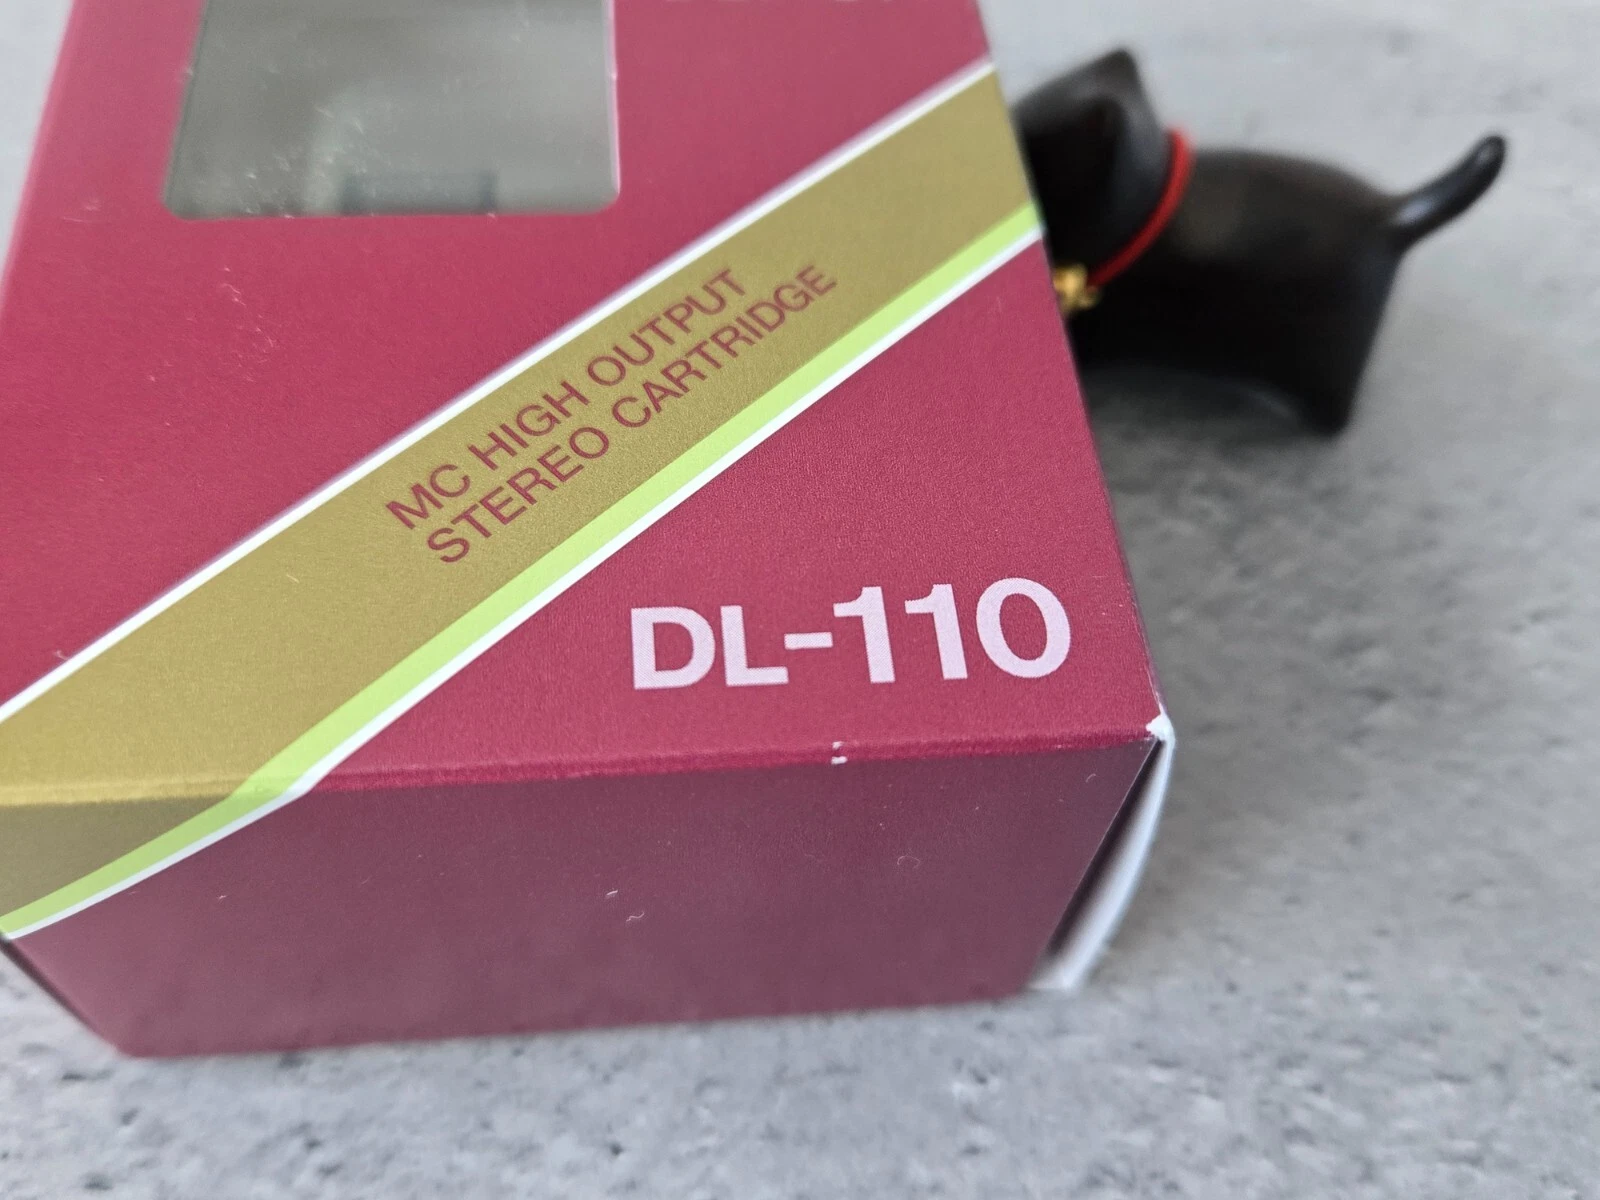 MC HIGH OUTPUT
STEREO CARTRIDGE
DL-110